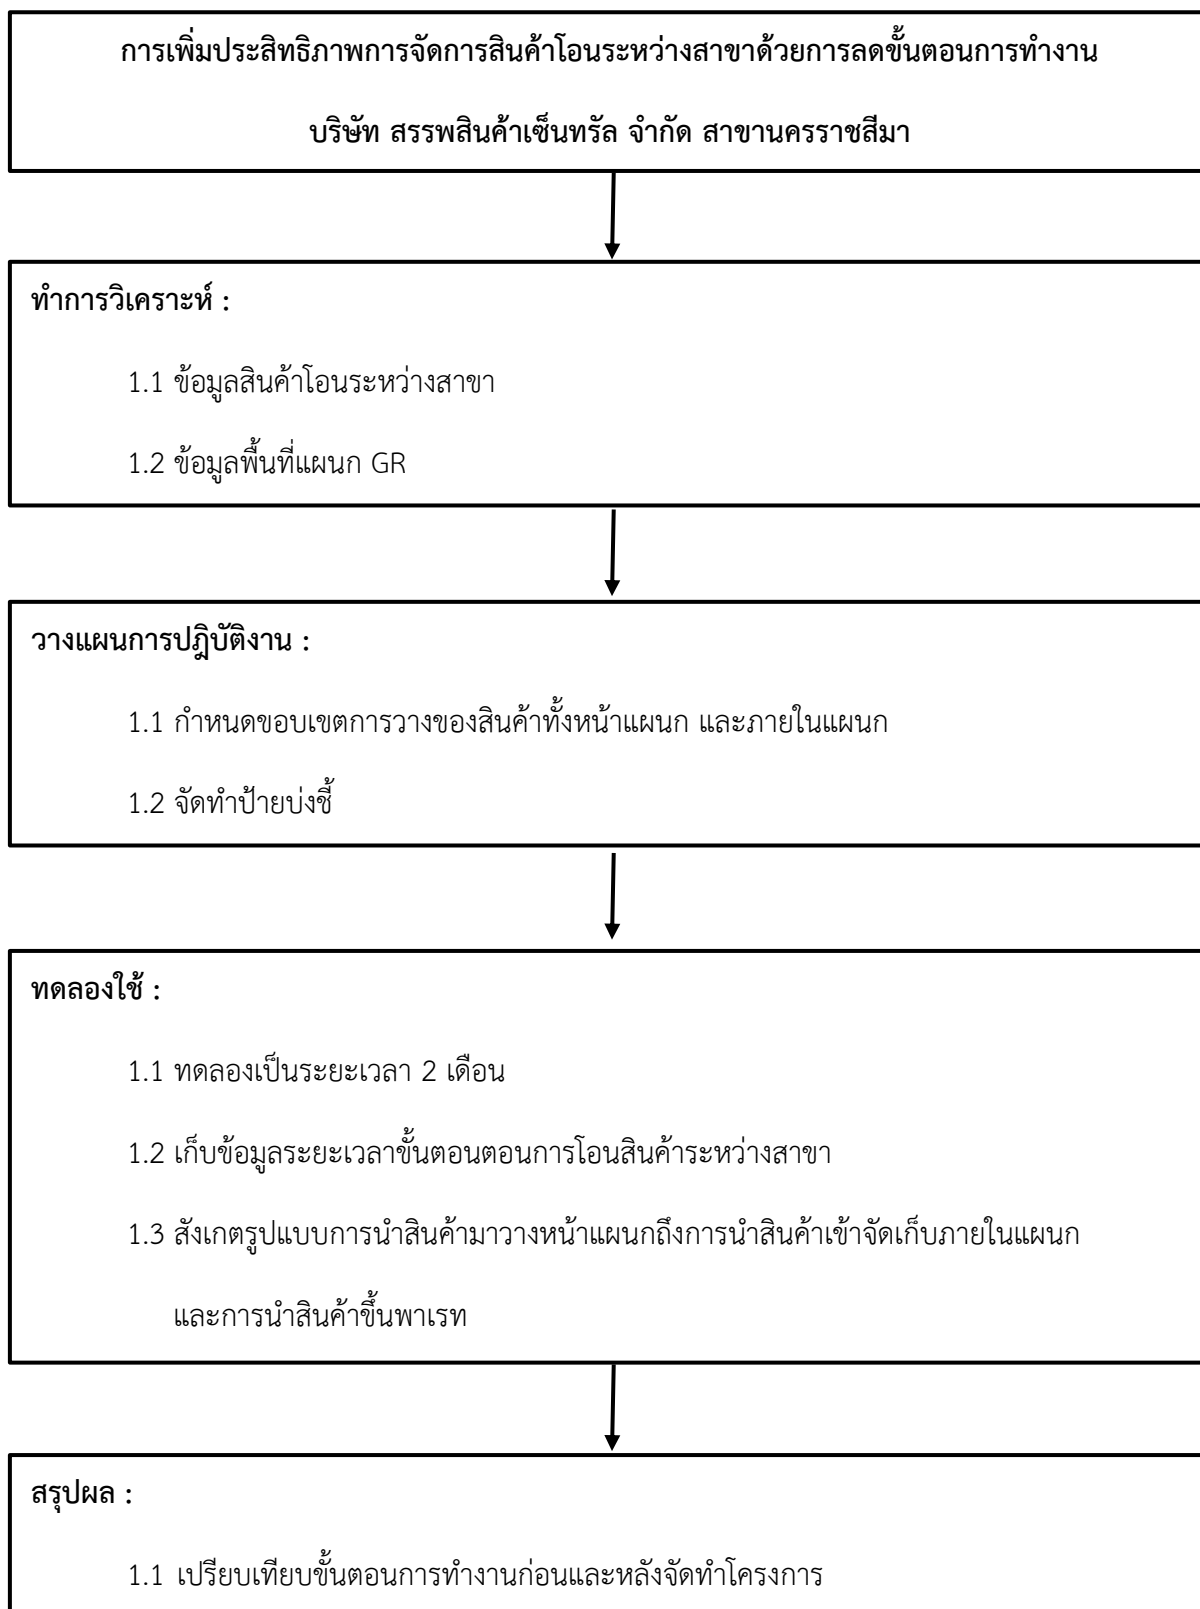 การเพิ่มประสิทธิภาพการจัดการสินค้าโอนระหว่างสาขาด้วยการลดขั้นตอนการทำงาน
บริษัท สรรพสินค้าเซ็นทรัล จำกัด สาขานครราชสีมา
ทำการวิเคราะห์ :
1.1 ข้อมูลสินค้าโอนระหว่างสาขา
1.2 ข้อมูลพื้นที่แผนก GR
วางแผนการปฎิบัติงาน :
1.1 กำหนดขอบเขตการวางของสินค้าทั้งหน้าแผนก และภายในแผนก
1.2 จัดทำป้ายบ่งชี้
ทดลองใช้ :
1.1 ทดลองเป็นระยะเวลา 2 เดือน
1.2 เก็บข้อมูลระยะเวลาขั้นตอนตอนการโอนสินค้าระหว่างสาขา
1.3 สังเกตรูปแบบการนำสินค้ามาวางหน้าแผนกถึงการนำสินค้าเข้าจัดเก็บภายในแผนก
และการนำสินค้าขึ้นพาเรท
สรุปผล :
1.1 เปรียบเทียบขั้นตอนการทำงานก่อนและหลังจัดทำโครงการ